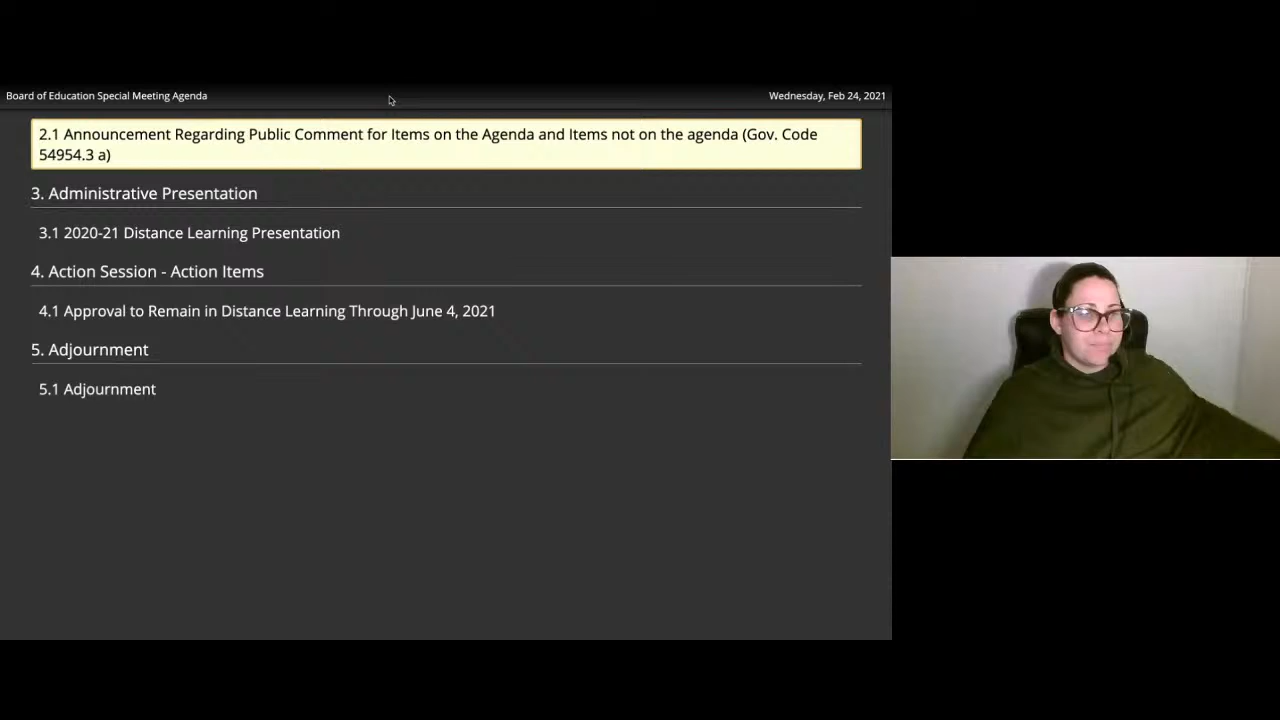 Board of Education Special Meeting Agenda
Wednesday, Feb 24, 2021
2.1 Announcement Regarding Public Comment for Items on the Agenda and Items not on the agenda (Gov. Code
54954.3 a)
3. Administrative Presentation
3.1 2020-21 Distance Learning Presentation
4. Action Session - Action Items
4.1 Approval to Remain in Distance Learning Through June 4, 2021
5. Adjournment
5.1 Adjournment